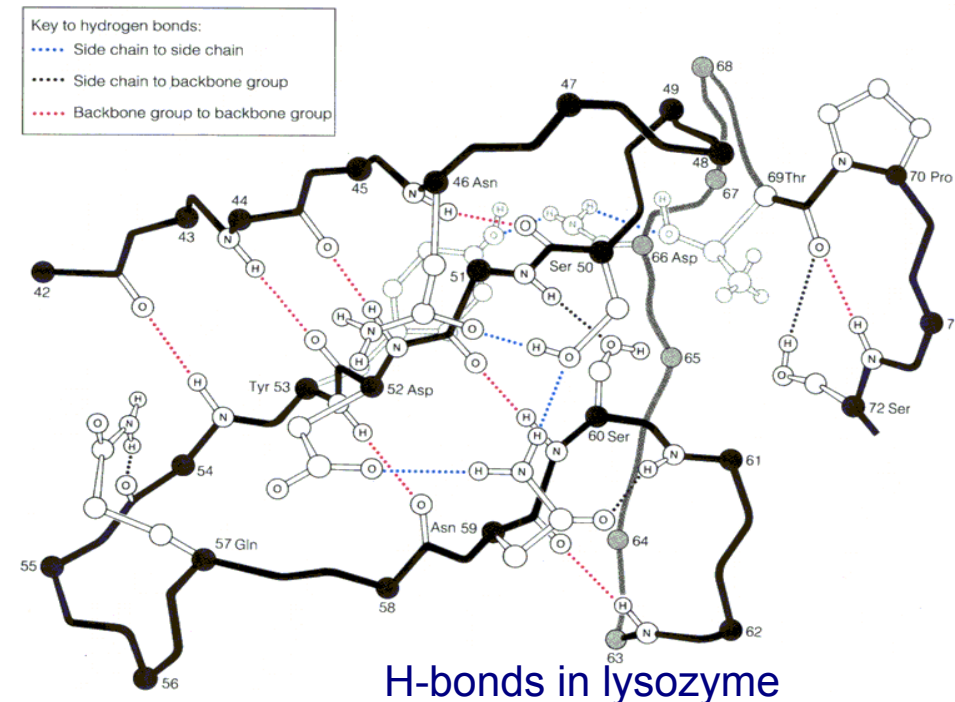 Key to hydrogen bonds:
Side chain to side chain
Side chain to backbone group
Backbone group to backbone group
68
47
49
48
67
69 Thr
N
70 Pro
45
46 Asn
N
H
44
43
N
H
O
42
O
H
O
O
H
N
H
H
O
66 Asp
O
51
Ser 50
N
H
O
H
H
N
H
N
O
H
O
O
H
O
H
65
H
N
H
O
7
72 Ser
Tyr 53
52 Asp
O
N
H
H
N
54
O
N
H
H
O
H
O
O
H
N
H
H
H
N
O
60 Ser
N
H
61
O
Asn 59
O
64
55
57 Gln
58
H
N
62
63
56
H-bonds in lysozyme